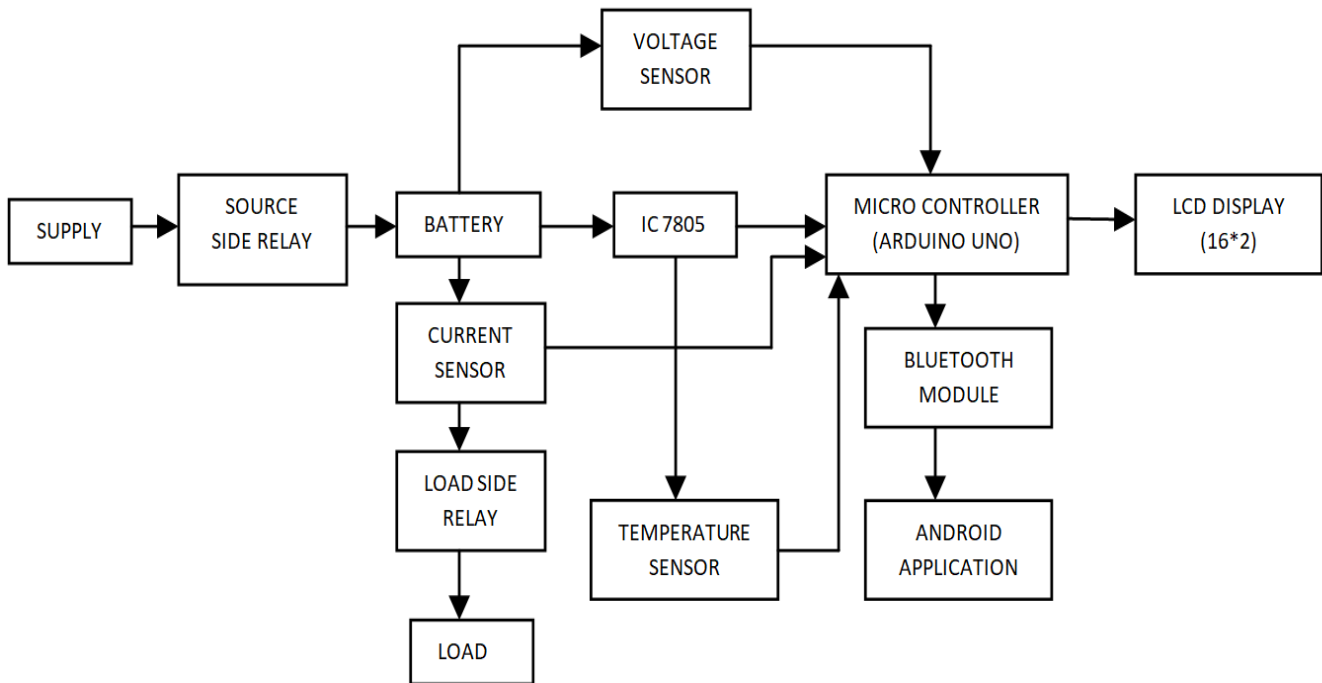 VOLTAGE
SENSOR
SUPPLY
SOURCE
SIDE RELAY
BATTERY
IC 7805
MICRO CONTROLLER
(ARDUINO UNO)
LCD DISPLAY
(16*2)
CURRENT
SENSOR
BLUETOOTH
MODULE
LOAD SIDE
RELAY
TEMPERATURE
SENSOR
ANDROID
APPLICATION
LOAD